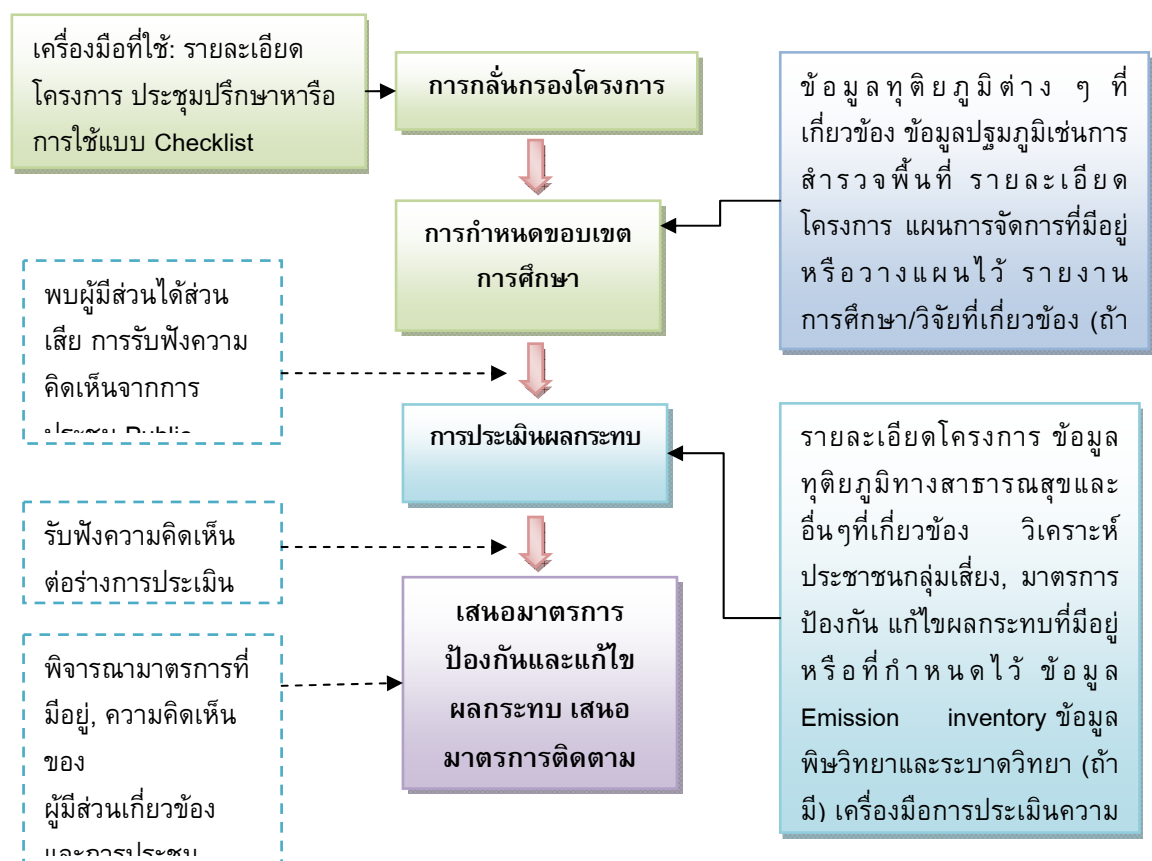 เครื่องมือที่ใช้: รายละเอียด
โครงการ ประชุมปรึกษาหารือ
การใช้แบบ Checklist
การกลั่นกรองโครงการ
ข้อมูลทุติยภูมิต่าง ๆ ที่
เกี่ยวข้อง ข้อมูลปฐมภูมิเช่นการ
สำรวจพื้นที่ รายละเอียด
โครงการ แผนการจัดการที่มีอยู่
หรือวางแผนไว้ รายงาน
การศึกษา/วิจัยที่เกี่ยวข้อง (ถ้า
การกำหนดขอบเขต
การศึกษา
พบผู้มีส่วนได้ส่วน
เสีย การรับฟังความ
คิดเห็นจากการ
ประชุม Public
การประเมินผลกระทบ
รายละเอียดโครงการ ข้อมูล
ทุติยภูมิทางสาธารณสุขและ
อื่นๆที่เกี่ยวข้อง วิเคราะห์
ประชาชนกลุ่มเสี่ยง, มาตรการ
ป้องกัน แก้ไขผลกระทบที่มีอยู่
หรือที่กำหนดไว้ ข้อมูล
Emission inventory ข้อมูล
พิษวิทยาและระบาดวิทยา (ถ้า
มี) เครื่องมือการประเมินความ
รับฟังความคิดเห็น
ต่อร่างการประเมิน
เสนอมาตรการ
ป้องกันและแก้ไข
ผลกระทบ เสนอ
มาตรการติดตาม
พิจารณามาตรการที่
มีอยู่, ความคิดเห็น
ของ
ผู้มีส่วนเกี่ยวข้อง
และการประชุม